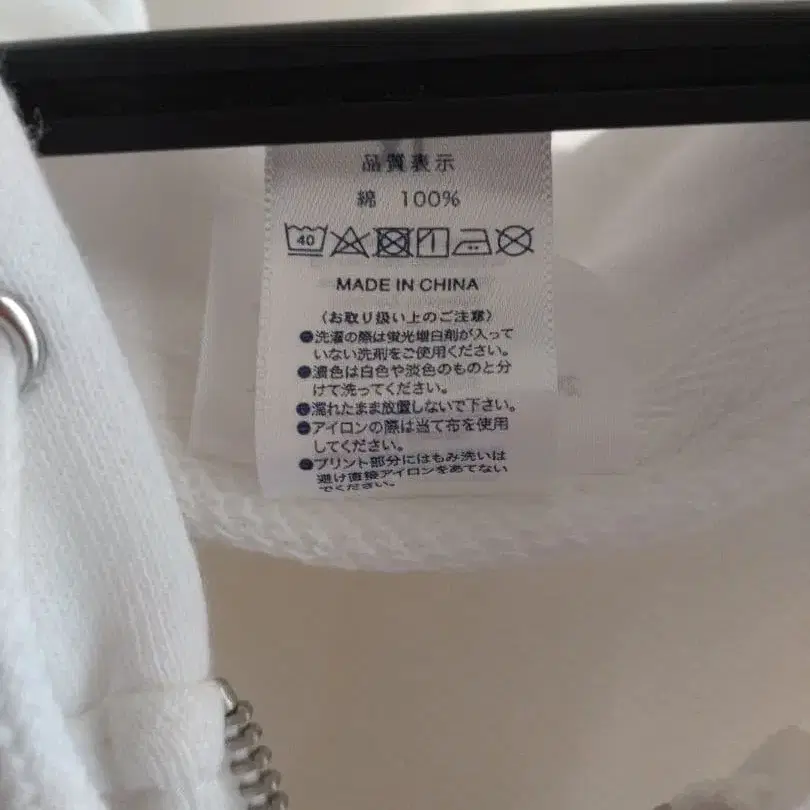 品質表示
綿 100%
40
MADE IN CHINA
〈お取り扱い上のご注意〉
●洗濯の際は蛍光増白剤が入って
いない洗剤をご使用ください。
●濃色は白色や淡色のものと分
けて洗ってください。
●濡れたまま放置しないで下さい。
●アイロンの際は当て布を使用
してください。
●プリント部分にはもみ洗いは
避け直接アイロンをあてない
でください。